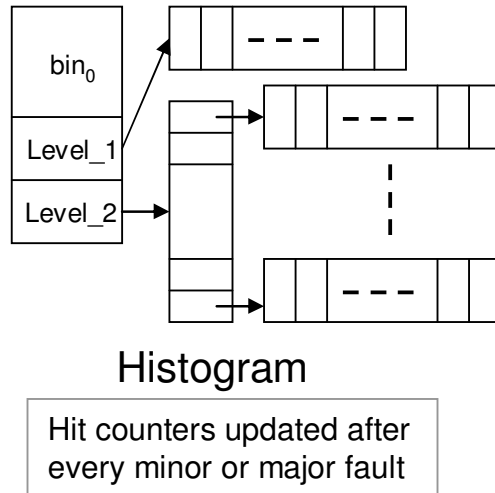 bin₀
Level_1
Level_2
Histogram
Hit counters updated after
every minor or major fault